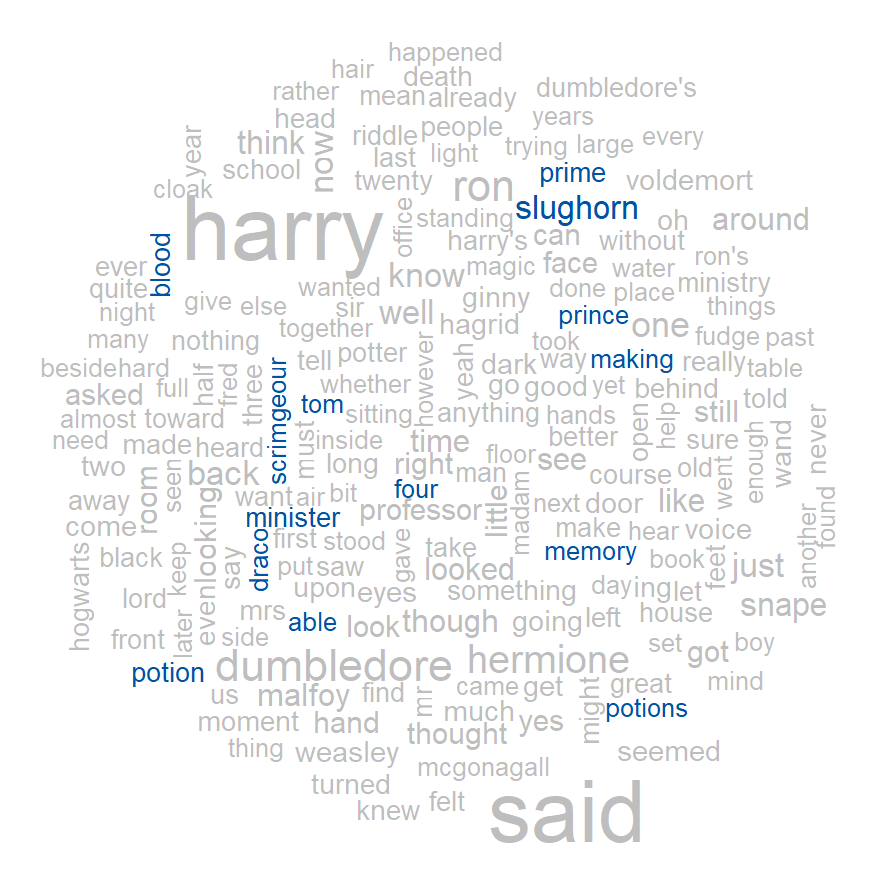 happened
hair
death
rather
mean
already
dumbledore's
head
years
year
think
now
riddle
people
school
last
light
trying
large
every
cloak
twenty
ron
prime
voldemort
harry
office
standing
slughorn
oh
around
blood
harry's
can
without
ever
know
magic
face
water
ron's
quite
wanted
ginny
done
place
ministry
night
give
else
sir
well
hagrid
prince
one
things
many
nothing
together
however
yeah
took
fudge
past
beside
hard
scrimgeour
tell
potter
dark
way
making
really
table
asked
full
half
fred
three
whether
go
good
yet
behind
told
almost
toward
tom
sitting
anything
hands
open
help
still
need
made
heard
must
inside
time
better
sure
enough
wand
never
two
room
seen
back
long
right
man
floor
see
course
old
went
away
looking
want
air
bit
four
professor
little
madam
next
door
like
come
minister
first
stood
gave
take
make
hear
voice
another
found
hogwarts
black
keep
say
draco
put
saw
looked
memory
book
feet
just
lord
even
upon
eyes
something
day
ing
let
snape
front
later
side
mrs
able
look
though
going
left
house
set
got
boy
potion
dumbledore
hermione
us
malfoy
find
mr
came
get
might
great
potions
mind
moment
hand
much
thought
yes
thing
weasley
seemed
mcgonagall
turned
knew
felt
said